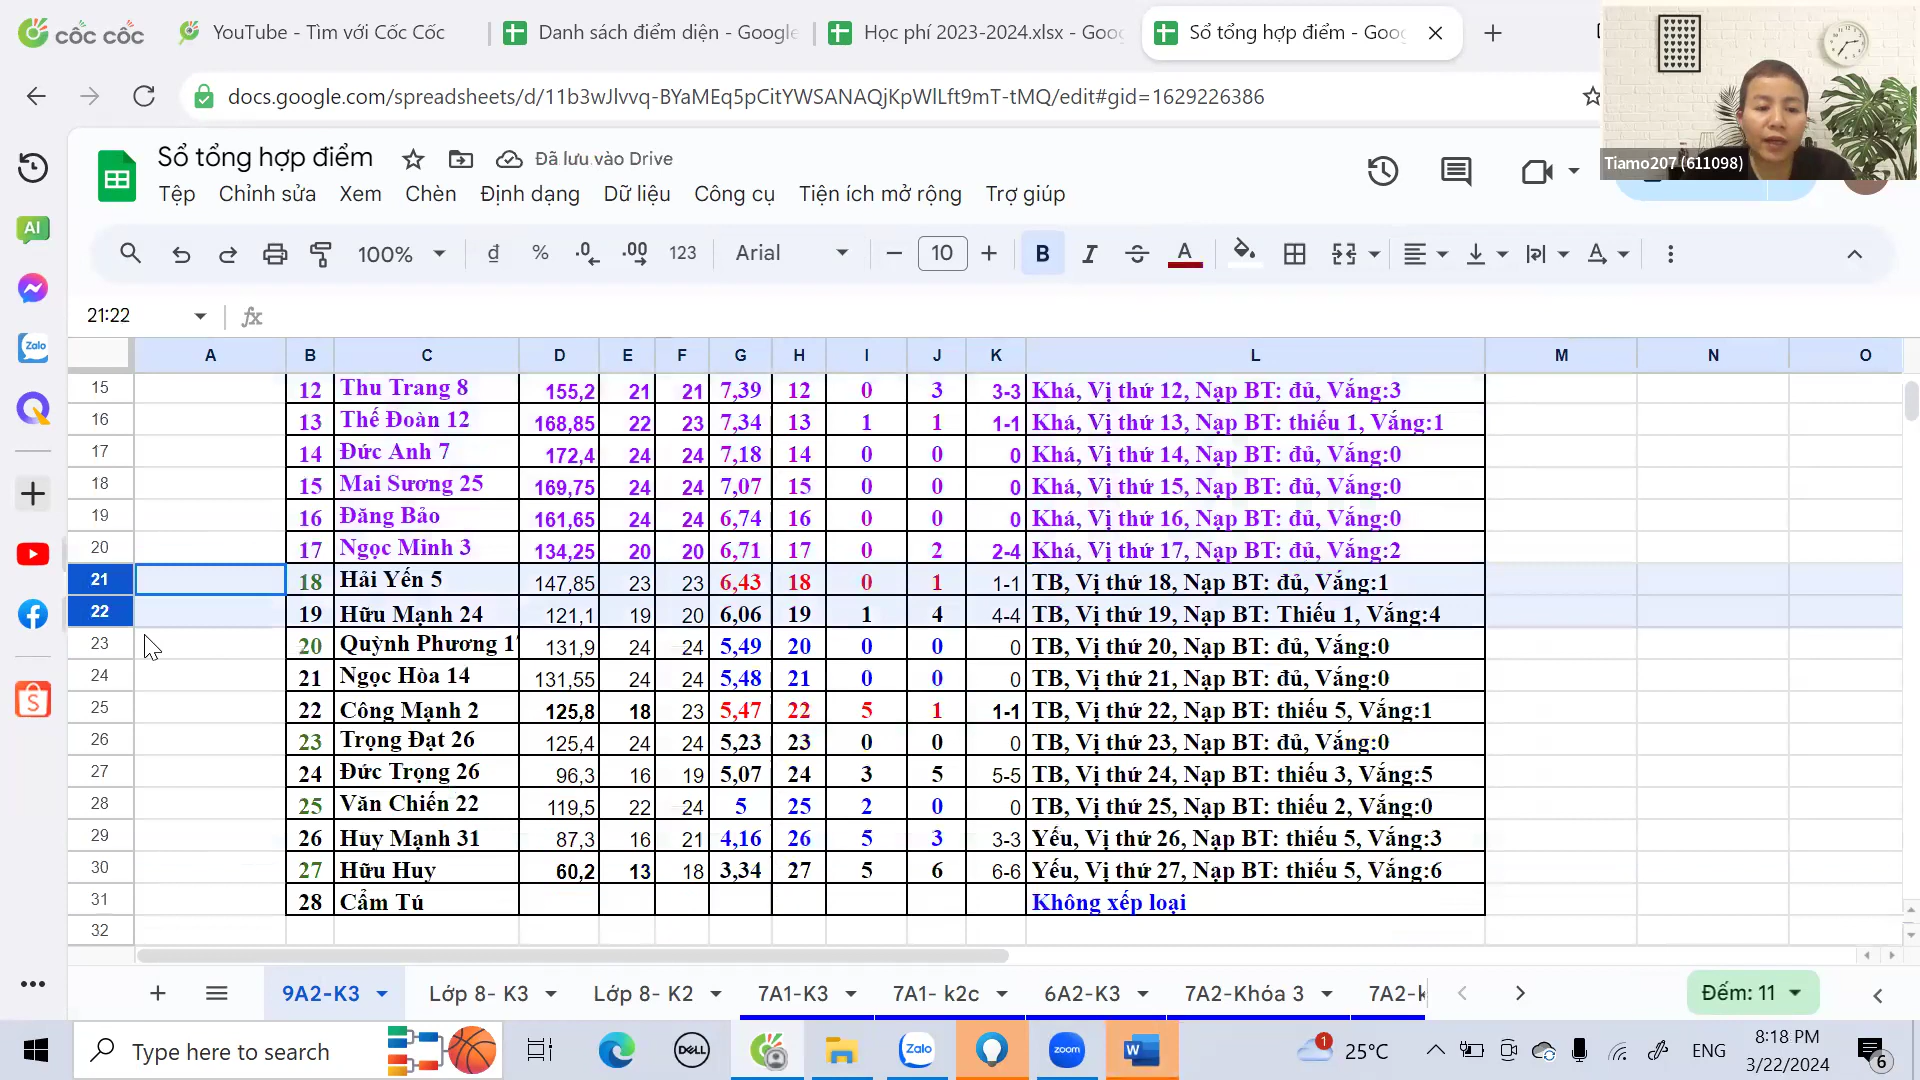 cốc cốc
YouTube - Tìm với Cốc Cốc
Danh sách điểm diện - Google
Học phí 2023-2024.xlsx - Goog
Sổ tổng hợp điểm - Goog
docs.google.com/spreadsheets/d/11b3wJlvvq-BYaMEq5pCitYWSANAQjKpWlLft9mT-tMQ/edit#gid=1629226386
Tiamo207 (611098)
Sổ tổng hợp điểm
Đã lưu vào Drive
Tệp Chỉnh sửa Xem Chèn Định dạng Dữ liệu Công cụ Tiện ích mở rộng Trợ giúp
AI
Zalo
100% đ % .0 .00 123 Arial 10 B I S A
21:22 fx
A B C D E F G H I J K L M N O
15 12 Thu Trang 8 155,2 21 21 7,39 12 0 3 3-3 Khá, Vị thứ 12, Nạp BT: đủ, Vắng:3
16 13 Thế Đoàn 12 168,85 22 23 7,34 13 1 1 1-1 Khá, Vị thứ 13, Nạp BT: thiếu 1, Vắng:1
17 14 Đức Anh 7 172,4 24 24 7,18 14 0 0 0 Khá, Vị thứ 14, Nạp BT: đủ, Vắng:0
18 15 Mai Sương 25 169,75 24 24 7,07 15 0 0 0 Khá, Vị thứ 15, Nạp BT: đủ, Vắng:0
19 16 Đăng Bảo 161,65 24 24 6,74 16 0 0 0 Khá, Vị thứ 16, Nạp BT: đủ, Vắng:0
20 17 Ngọc Minh 3 134,25 20 20 6,71 17 0 2 2-4 Khá, Vị thứ 17, Nạp BT: đủ, Vắng:2
21 18 Hải Yến 5 147,85 23 23 6,43 18 0 1 1-1 TB, Vị thứ 18, Nạp BT: đủ, Vắng:1
22 19 Hữu Mạnh 24 121,1 19 20 6,06 19 1 4 4-4 TB, Vị thứ 19, Nạp BT: Thiếu 1, Vắng:4
23 20 Quỳnh Phương 1 131,9 24 24 5,49 20 0 0 0 TB, Vị thứ 20, Nạp BT: đủ, Vắng:0
24 21 Ngọc Hòa 14 131,55 24 24 5,48 21 0 0 0 TB, Vị thứ 21, Nạp BT: đủ, Vắng:0
25 22 Công Mạnh 2 125,8 18 23 5,47 22 5 1 1-1 TB, Vị thứ 22, Nạp BT: thiếu 5, Vắng:1
26 23 Trọng Đạt 26 125,4 24 24 5,23 23 0 0 0 TB, Vị thứ 23, Nạp BT: đủ, Vắng:0
27 24 Đức Trọng 26 96,3 16 19 5,07 24 3 5 5-5 TB, Vị thứ 24, Nạp BT: thiếu 3, Vắng:5
28 25 Văn Chiến 22 119,5 22 24 5 25 2 0 0 TB, Vị thứ 25, Nạp BT: thiếu 2, Vắng:0
29 26 Huy Mạnh 31 87,3 16 21 4,16 26 5 3 3-3 Yếu, Vị thứ 26, Nạp BT: thiếu 5, Vắng:3
30 27 Hữu Huy 60,2 13 18 3,34 27 5 6 6-6 Yếu, Vị thứ 27, Nạp BT: thiếu 5, Vắng:6
31 28 Cẩm Tú Không xếp loại
32
9A2-K3 Lớp 8- K3 Lớp 8- K2 7A1-K3 7A1- k2c 6A2-K3 7A2-Khóa 3 7A2-k Đếm: 11
Type here to search DELL Zalo zoom W 1 25°C ENG 8:18 PM
3/22/2024 6